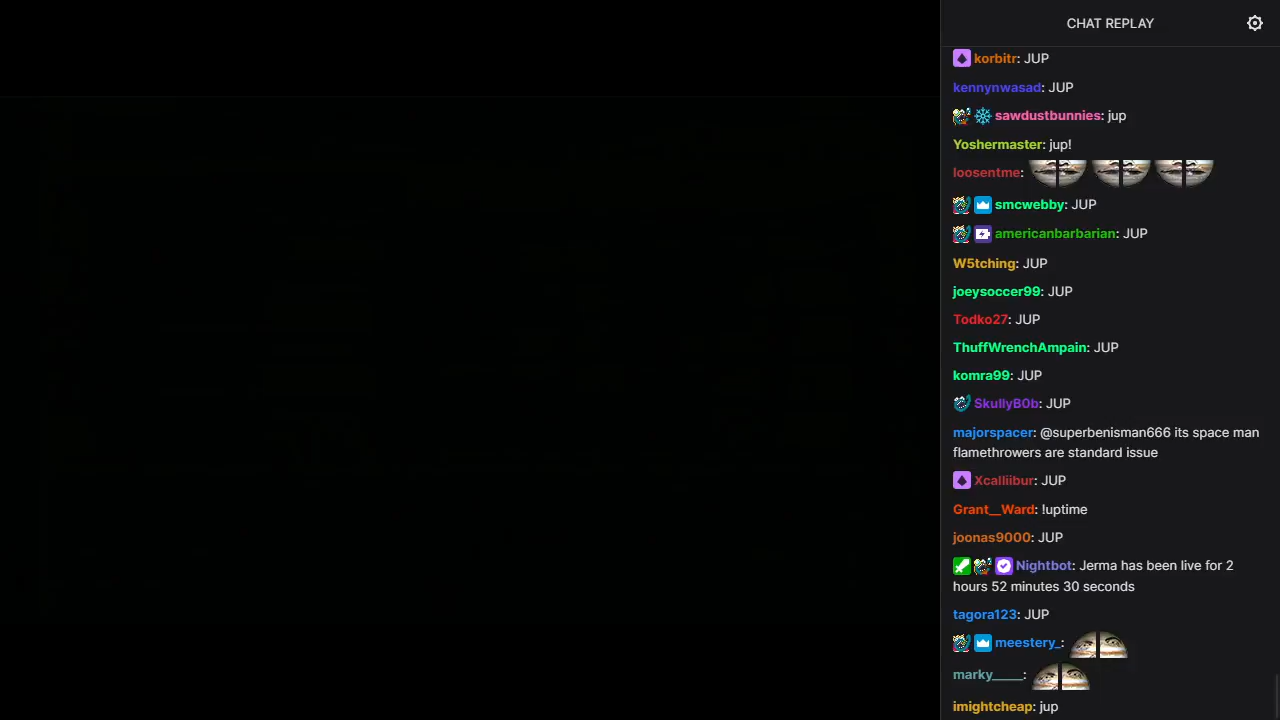 CHAT REPLAY
korbitr: JUP
kennynwasad: JUP
sawdustbunnies: jup
Yoshermaster: jup!
loosentme:
smcwebby: JUP
americanbarbarian: JUP
W5tching: JUP
joeysoccer99: JUP
Todko27: JUP
ThuffWrenchAmpain: JUP
komra99: JUP
SkullyB0b: JUP
majorspacer: @superbenisman666 its space man
flamethrowers are standard issue
Xcalliibur: JUP
Grant__Ward: !uptime
joonas9000: JUP
Nightbot: Jerma has been live for 2
hours 52 minutes 30 seconds
tagora123: JUP
meestery_:
marky_____:
imightcheap: jup